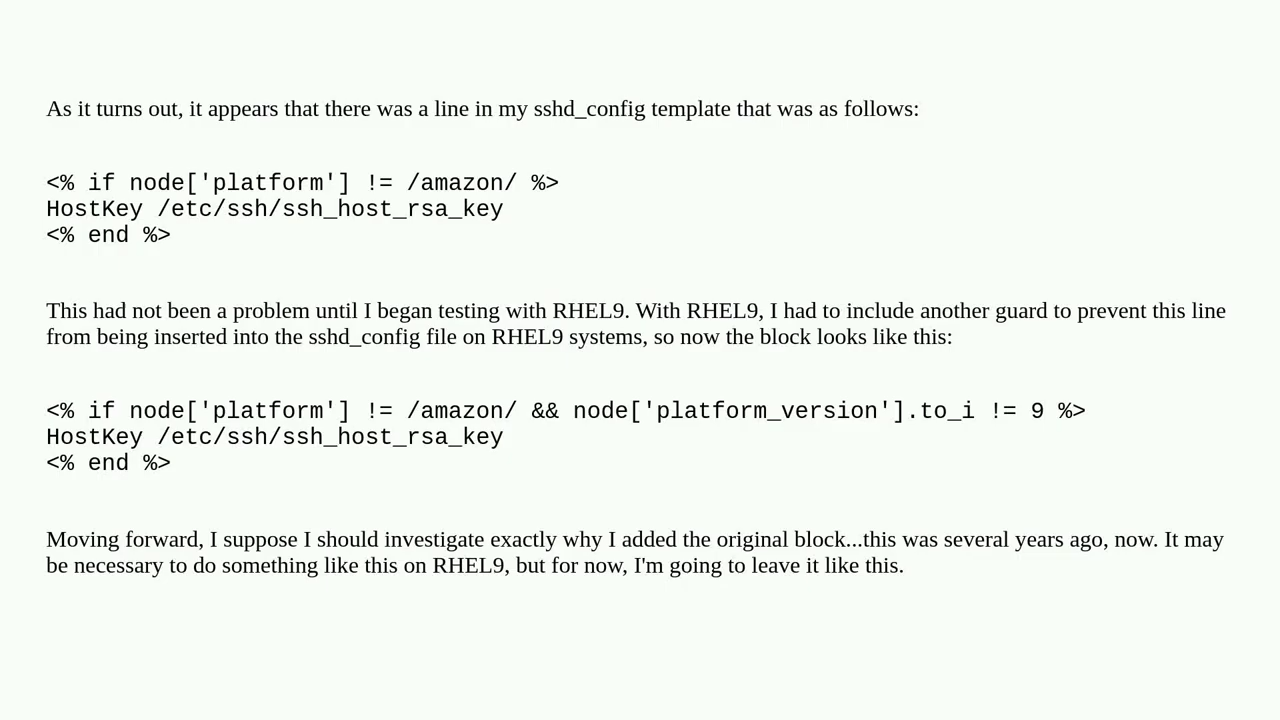 As it turns out, it appears that there was a line in my sshd_config template that was as follows:
<% if node['platform'] != /amazon/ %>
HostKey /etc/ssh/ssh_host_rsa_key
<% end %>
This had not been a problem until I began testing with RHEL9. With RHEL9, I had to include another guard to prevent this line
from being inserted into the sshd_config file on RHEL9 systems, so now the block looks like this:
<% if node['platform'] != /amazon/ && node['platform_version'].to_i != 9 %>
HostKey /etc/ssh/ssh_host_rsa_key
<% end %>
Moving forward, I suppose I should investigate exactly why I added the original block...this was several years ago, now. It may
be necessary to do something like this on RHEL9, but for now, I'm going to leave it like this.